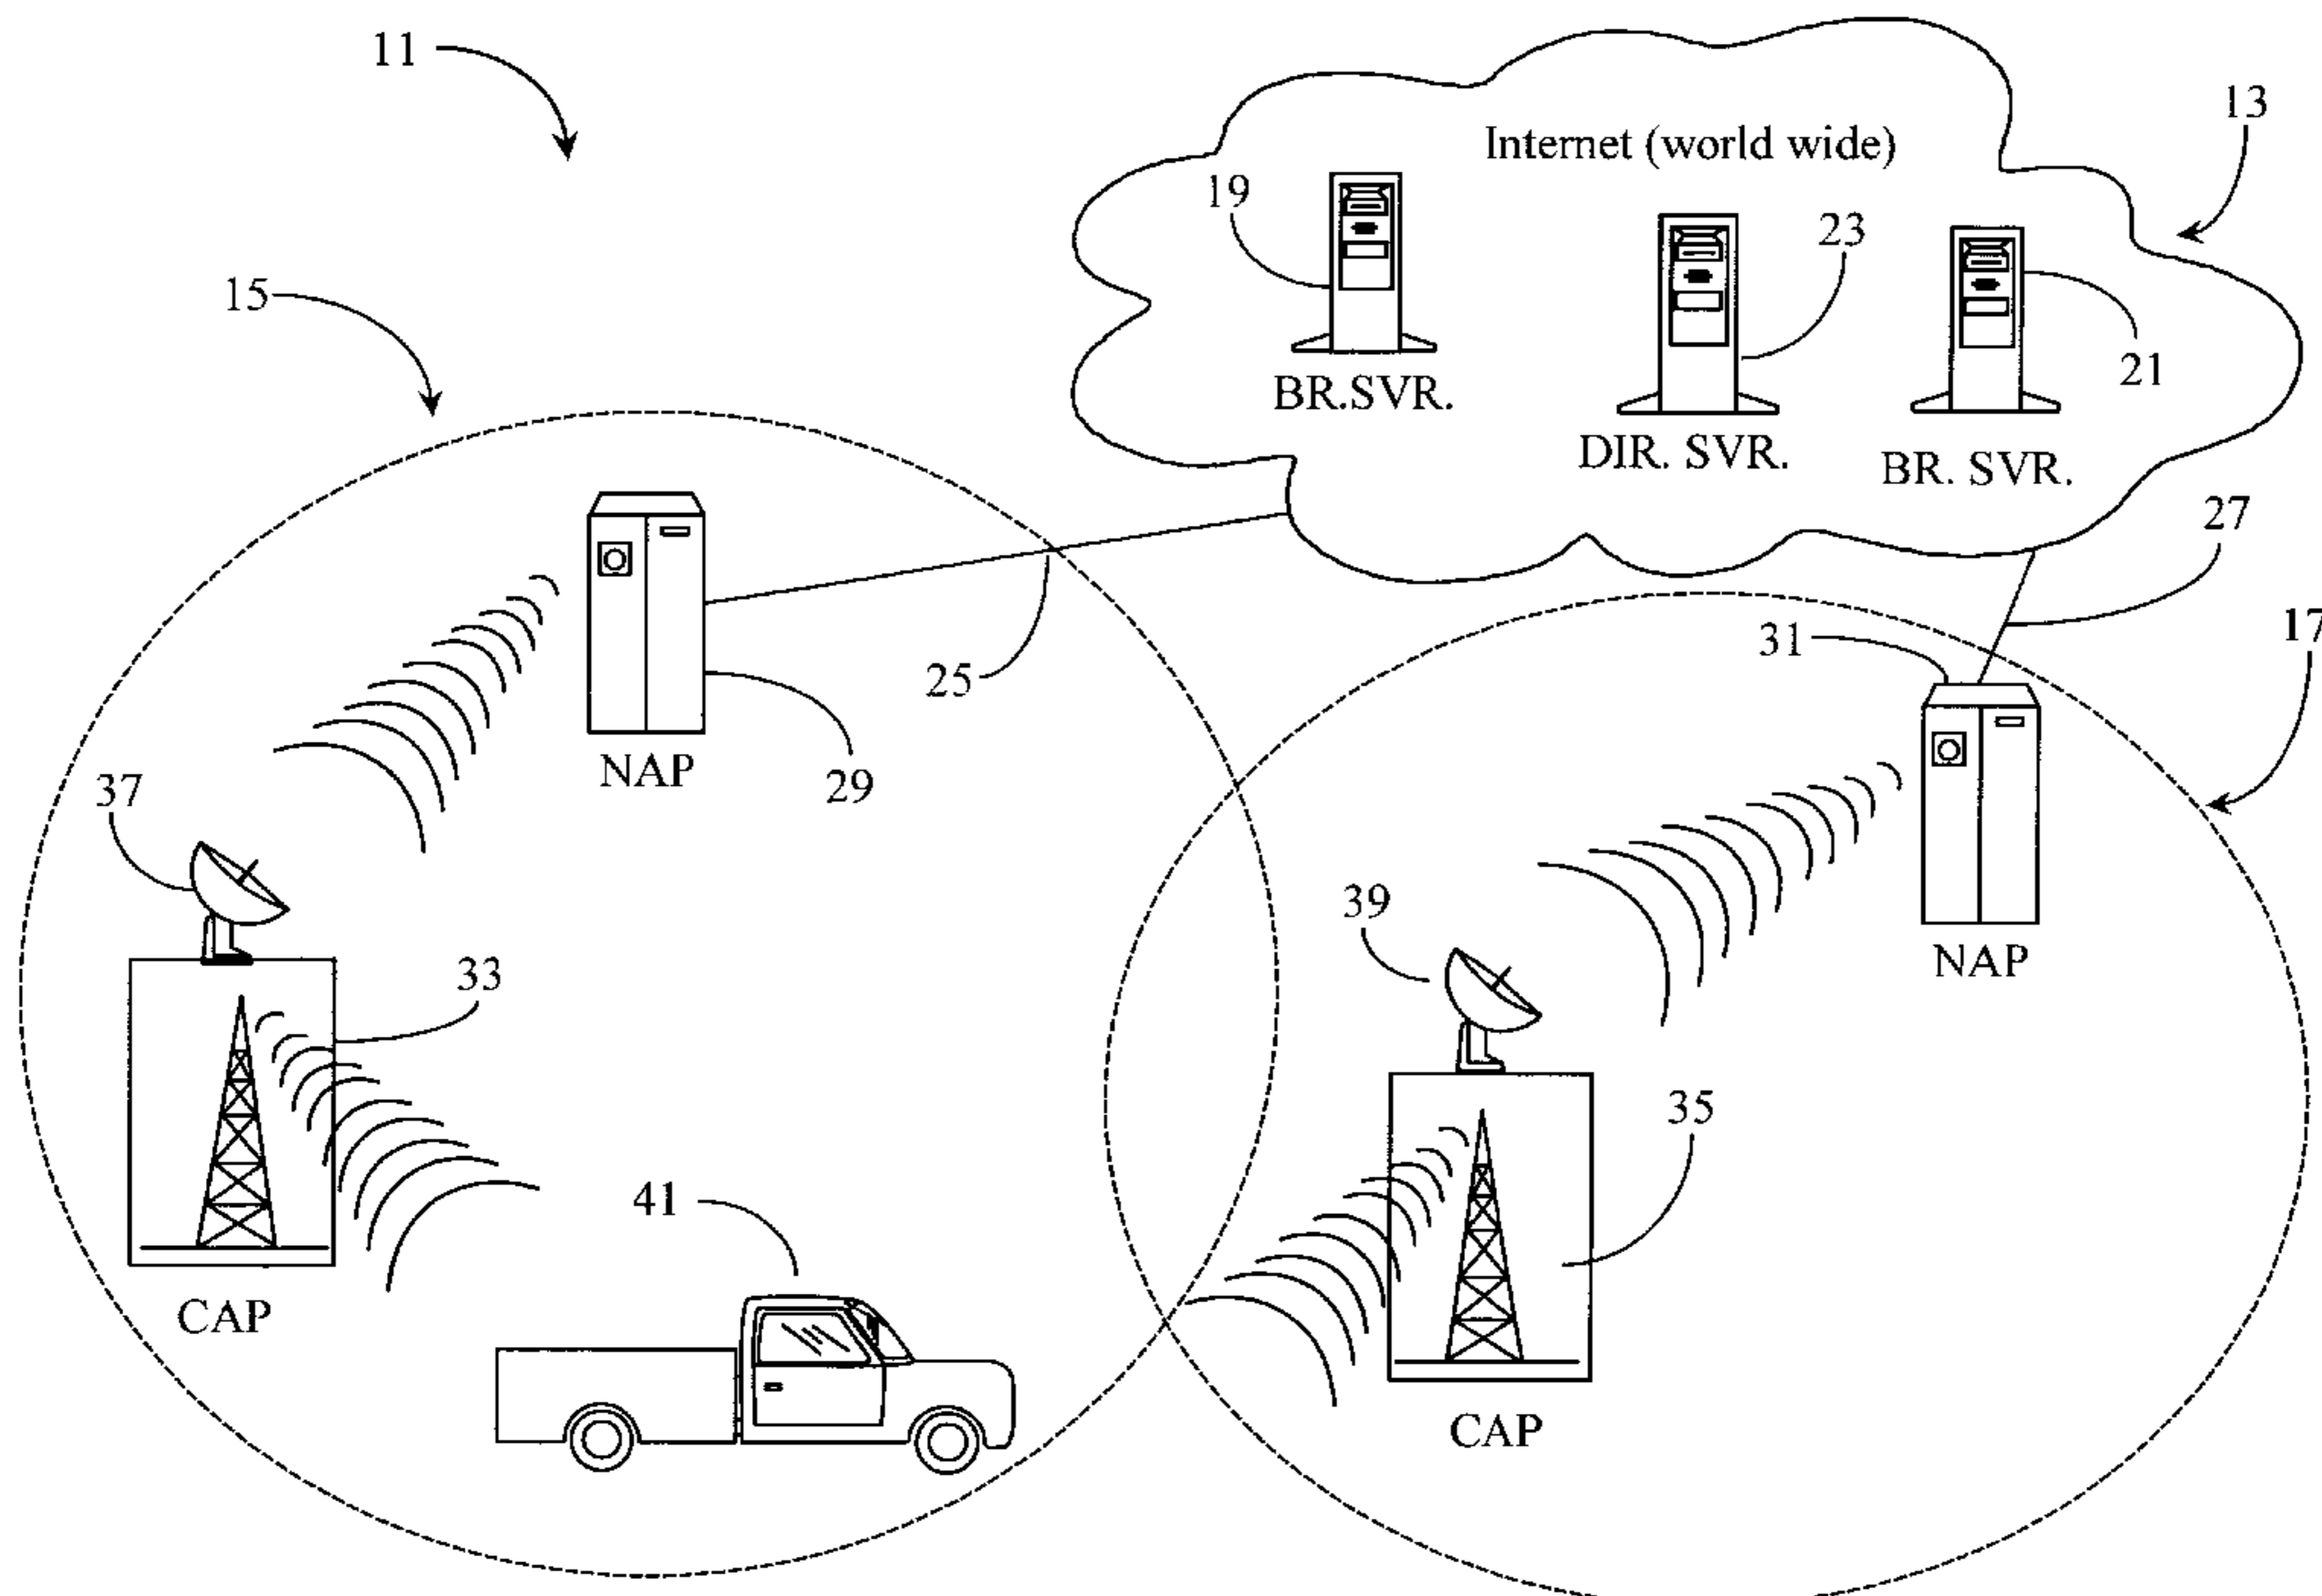 11
13
Internet (world wide)
19
23
15
21
BR.SVR.
DIR. SVR.
BR. SVR.
27
17
31
25
NAP
29
37
39
NAP
33
35
41
CAP
CAP